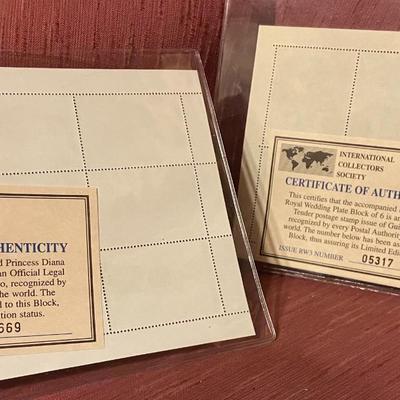 HENTICITY
d Princess Diana
an Official Legal
o, recognized by
the world. The
d to this Block,
ition status.
669
INTERNATIONAL
COLLECTORS
SOCIETY
CERTIFICATE OF AUTH
This certifies that the accompanied
Royal Wedding Plate Block of 6 is an
Tender postage stamp issue of Gui
recognized by every Postal Authority
world. The number below has been as
Block, thus assuring its Limited Edi
ISSUE RW3 NUMBER 05317